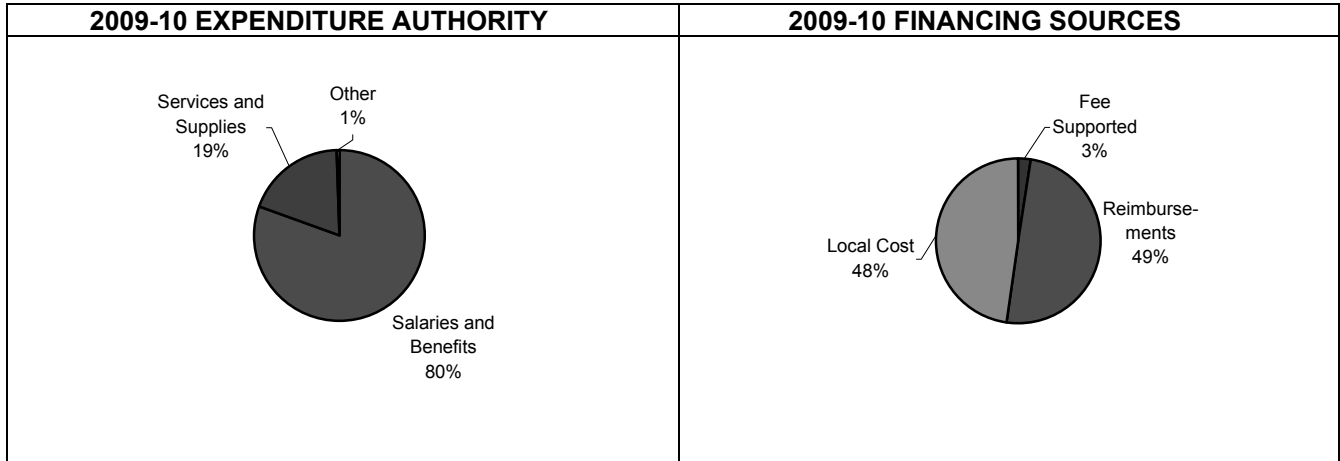 2009-10 EXPENDITURE AUTHORITY
Services and
Supplies
19%
Other
1%
Salaries and
Benefits
80%
2009-10 FINANCING SOURCES
Fee
Supported
3%
Reimburse-
ments
49%
Local Cost
48%